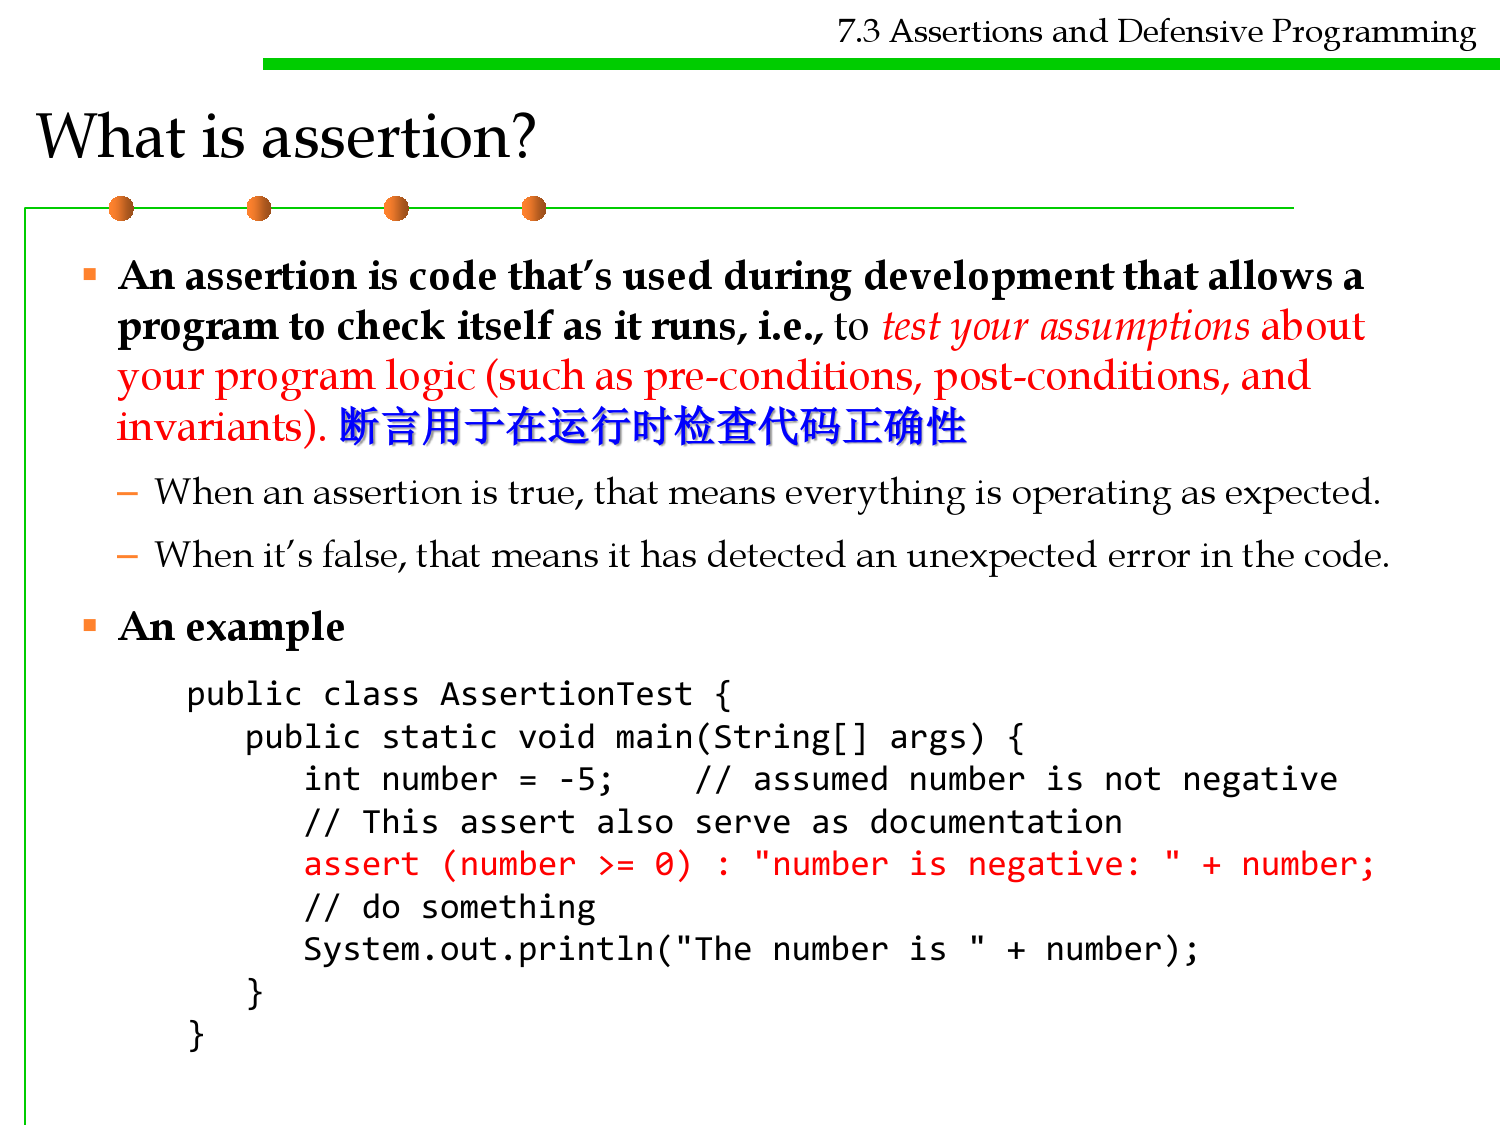 7.3 Assertions and Defensive Programming
What is assertion?
▪ An assertion is code that’s used during development that allows a
program to check itself as it runs, i.e., to test your assumptions about
your program logic (such as pre-conditions, post-conditions, and
invariants). 断言用于在运行时检查代码正确性
– When an assertion is true, that means everything is operating as expected.
– When it’s false, that means it has detected an unexpected error in the code.
▪ An example
public class AssertionTest {
   public static void main(String[] args) {
      int number = -5;    // assumed number is not negative
      // This assert also serve as documentation
      assert (number >= 0) : "number is negative: " + number;
      // do something
      System.out.println("The number is " + number);
   }
}